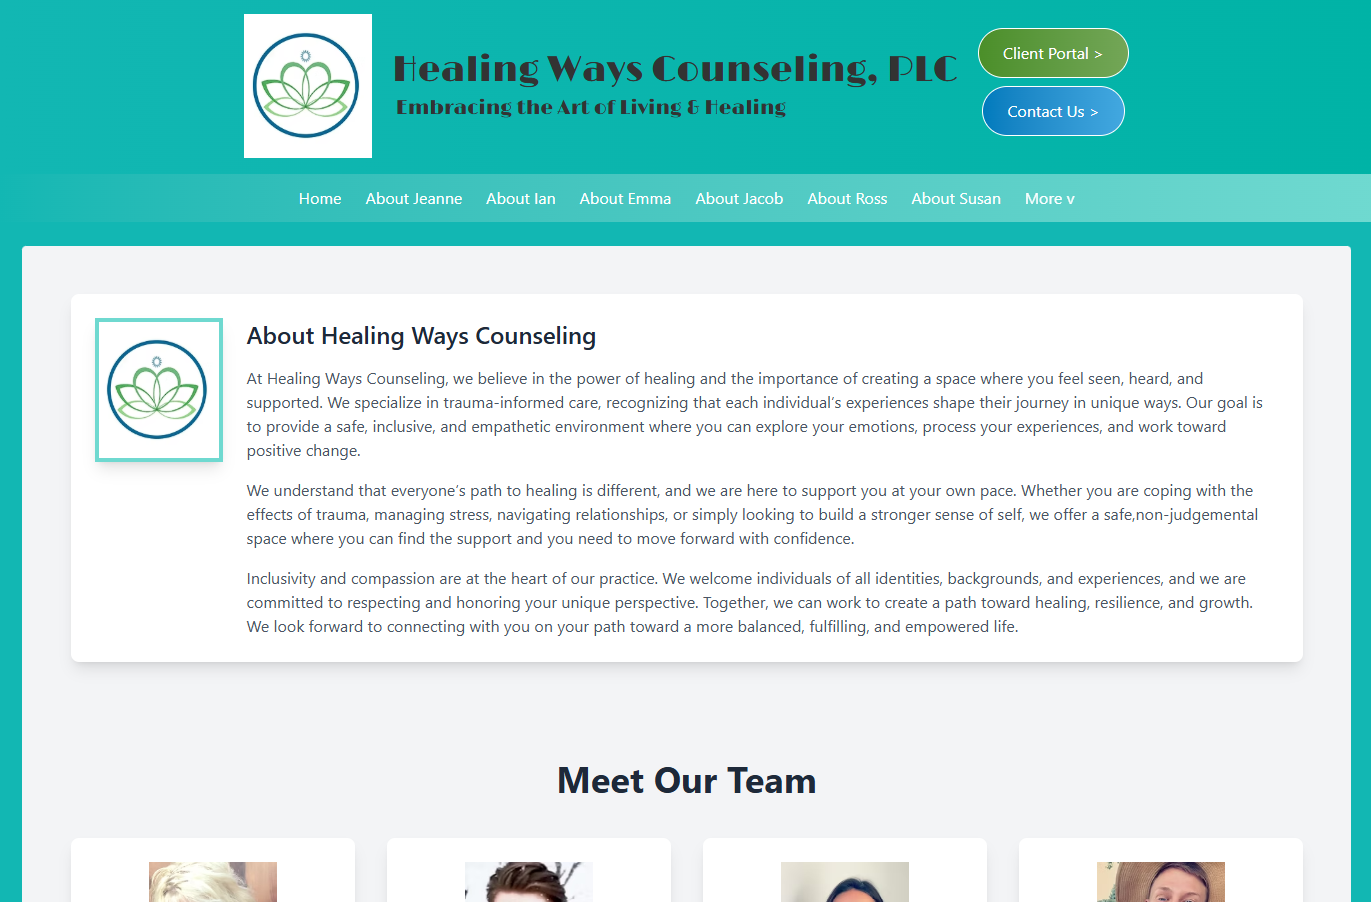 Healing Ways Counseling, PLC
Embracing the Art of Living & Healing
Client Portal >
Contact Us >
Home About Jeanne About Ian About Emma About Jacob About Ross About Susan More v
About Healing Ways Counseling
At Healing Ways Counseling, we believe in the power of healing and the importance of creating a space where you feel seen, heard, and
supported. We specialize in trauma-informed care, recognizing that each individual's experiences shape their journey in unique ways. Our goal is
to provide a safe, inclusive, and empathetic environment where you can explore your emotions, process your experiences, and work toward
positive change.
We understand that everyone's path to healing is different, and we are here to support you at your own pace. Whether you are coping with the
effects of trauma, managing stress, navigating relationships, or simply looking to build a stronger sense of self, we offer a safe,non-judgemental
space where you can find the support and you need to move forward with confidence.
Inclusivity and compassion are at the heart of our practice. We welcome individuals of all identities, backgrounds, and experiences, and we are
committed to respecting and honoring your unique perspective. Together, we can work to create a path toward healing, resilience, and growth.
We look forward to connecting with you on your path toward a more balanced, fulfilling, and empowered life.
Meet Our Team